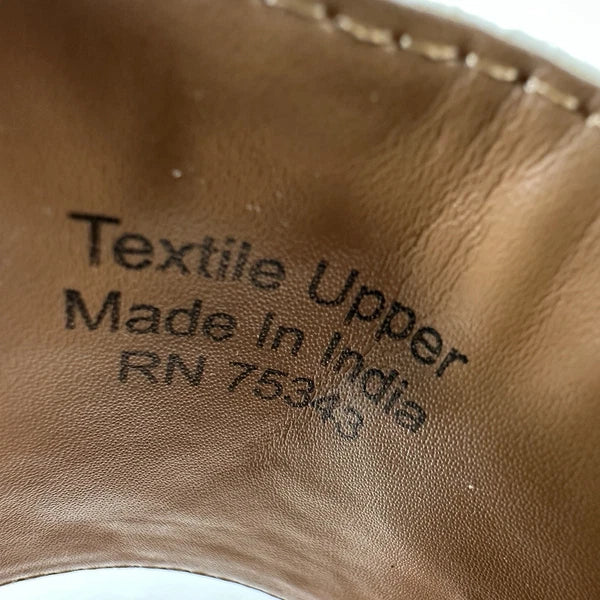 Textile Upper
Made In India
RN 75343